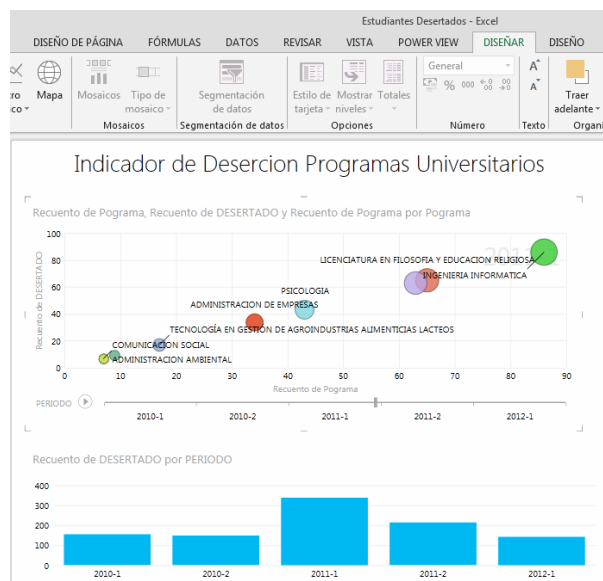 Estudiantes Desertados - Excel
DISEÑO DE PÁGINA FÓRMULAS DATOS REVISAR VISTA POWER VIEW DISEÑAR DISEÑO
ro Mapa Mosaicos Tipo de Segmentación Estilo de Mostrar Totales General Traer
co mosaico de datos tarjeta niveles % 000 adelante
Mosaicos Segmentación de datos Opciones Número Texto Organi
Indicador de Desercion Programas Universitarios
Recuento de Pograma, Recuento de DESERTADO y Recuento de Pograma por Pograma
Recuento de DESERTADO
100
80
60
40
20
0
LICENCIATURA EN FILOSOFIA Y EDUCACION RELIGIOSA
INGENIERIA INFORMATICA
PSICOLOGIA
ADMINISTRACION DE EMPRESAS
TECNOLOGÍA EN GESTION DE AGROINDUSTRIAS ALIMENTICIAS LACTEOS
COMUNICACION SOCIAL
ADMINISTRACION AMBIENTAL
0 10 20 30 40 50 60 70 80 90
Recuento de Pograma
PERIODO
2010-1 2010-2 2011-1 2011-2 2012-1
Recuento de DESERTADO por PERIODO
400
300
200
100
0
2010-1 2010-2 2011-1 2011-2 2012-1